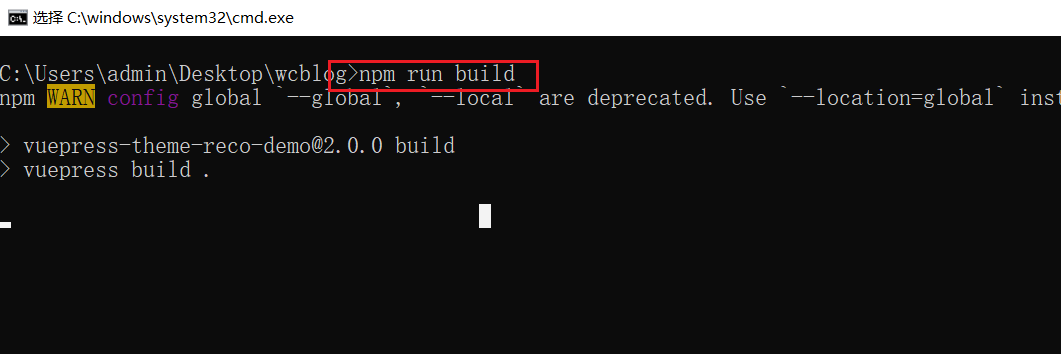 选择 C:\windows\system32\cmd.exe
C:\Users\admin\Desktop\wcblog>npm run build
npm WARN config global `--global`, `--local` are deprecated. Use `--location=global` inst
> vuepress-theme-reco-demo@2.0.0 build
> vuepress build .